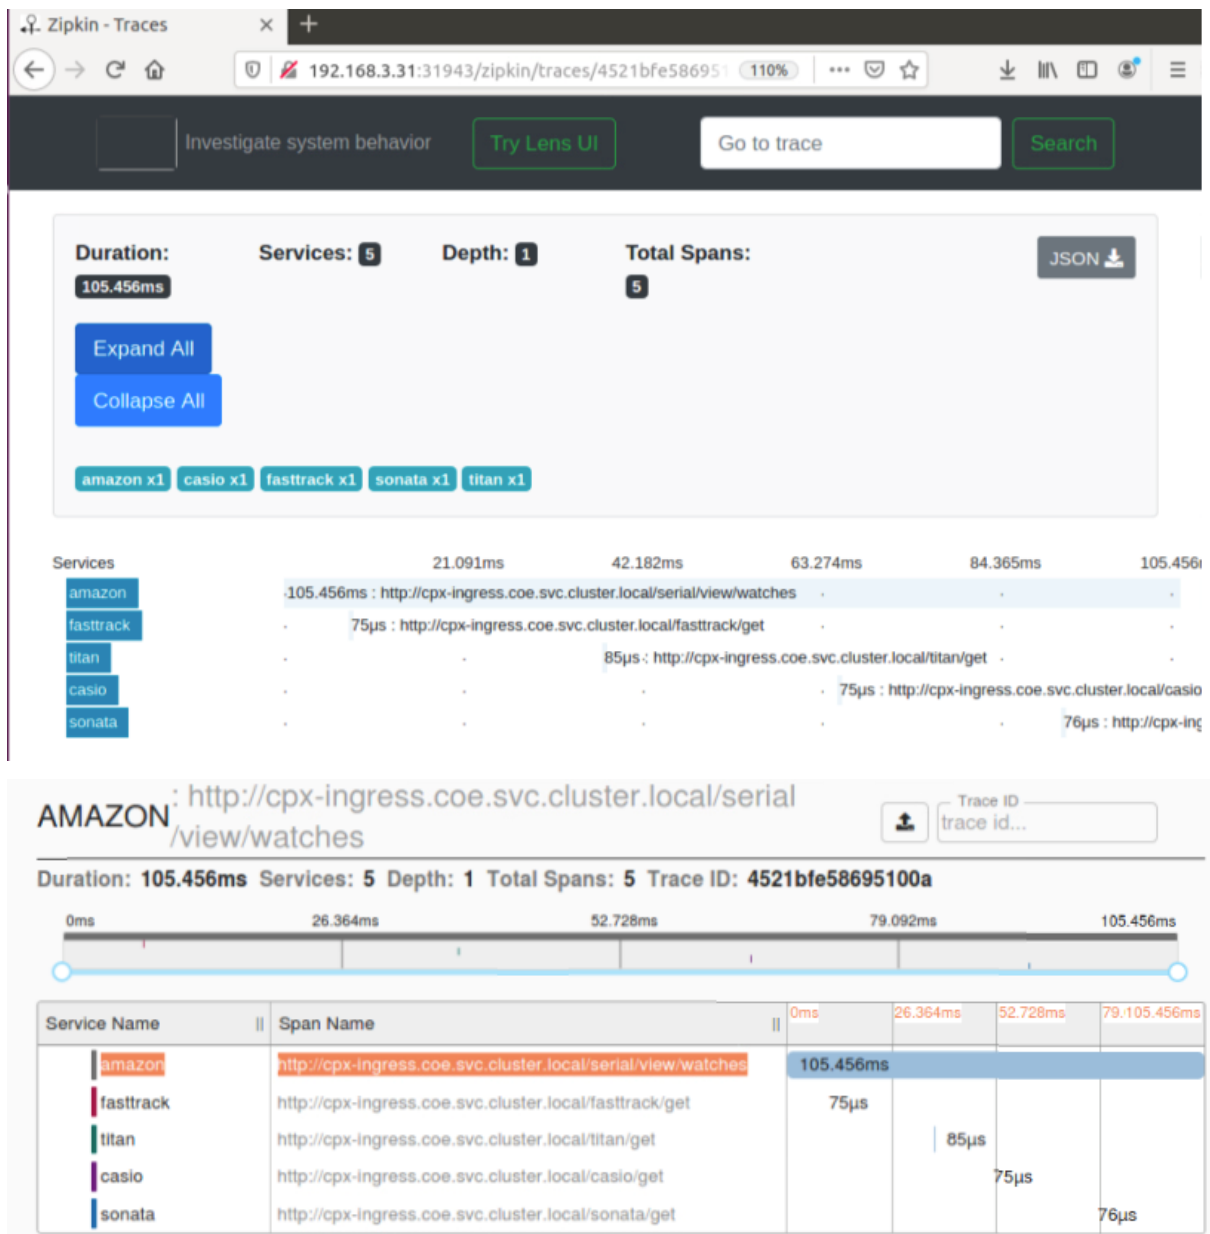 Zipkin - Traces
192.168.3.31:31943/zipkin/traces/4521bfe586951 110%
Investigate system behavior Try Lens UI Go to trace Search
Duration: Services: 5 Depth: 1 Total Spans: JSON
105.456ms 5
Expand All
Collapse All
amazon x1 casio x1 fasttrack x1 sonata x1 titan x1
Services 21.091ms 42.182ms 63.274ms 84.365ms 105.456
amazon 105.456ms : http://cpx-ingress.coe.svc.cluster.local/serial/view/watches
fasttrack 75µs : http://cpx-ingress.coe.svc.cluster.local/fasttrack/get
titan 85µs : http://cpx-ingress.coe.svc.cluster.local/titan/get
casio 75µs : http://cpx-ingress.coe.svc.cluster.local/casio
sonata 76µs : http://cpx-ing
AMAZON : http://cpx-ingress.coe.svc.cluster.local/serial
/view/watches
Trace ID
trace id...
Duration: 105.456ms Services: 5 Depth: 1 Total Spans: 5 Trace ID: 4521bfe58695100a
0ms 26.364ms 52.728ms 79.092ms 105.456ms
Service Name Span Name 0ms 26.364ms 52.728ms 79. 105.456ms
amazon http://cpx-ingress.coe.svc.cluster.local/serial/view/watches 105.456ms
fasttrack http://cpx-ingress.coe.svc.cluster.local/fasttrack/get 75µs
titan http://cpx-ingress.coe.svc.cluster.local/titan/get 85µs
casio http://cpx-ingress.coe.svc.cluster.local/casio/get 75µs
sonata http://cpx-ingress.coe.svc.cluster.local/sonata/get 76µs